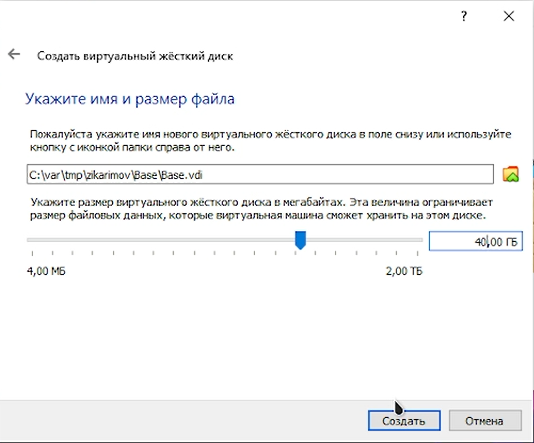 ?
Создать виртуальный жёсткий диск
Укажите имя и размер файла
Пожалуйста укажите имя нового виртуального жёсткого диска в поле снизу или используйте
кнопку с иконкой папки справа от него.
C:\var\tmp\zikarimov\Base\Base.vdi
Укажите размер виртуального жёсткого диска в мегабайтах. Эта величина ограничивает
размер файловых данных, которые виртуальная машина сможет хранить на этом диске.
40,00 ГБ
4,00 МБ 2,00 ТБ
Создать Отмена